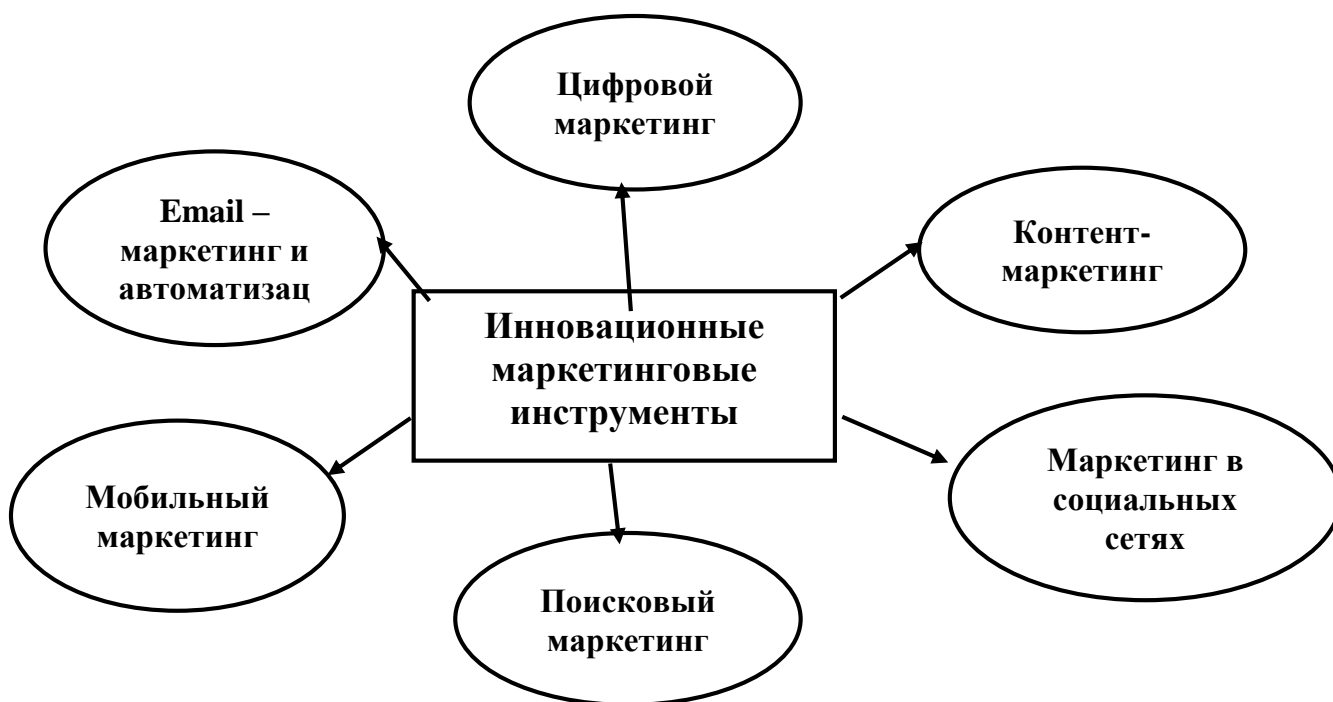 Цифровой
маркетинг
Email –
маркетинг и
автоматизац
Контент-
маркетинг
Инновационные
маркетинговые
инструменты
Мобильный
маркетинг
Маркетинг в
социальных
сетях
Поисковый
маркетинг